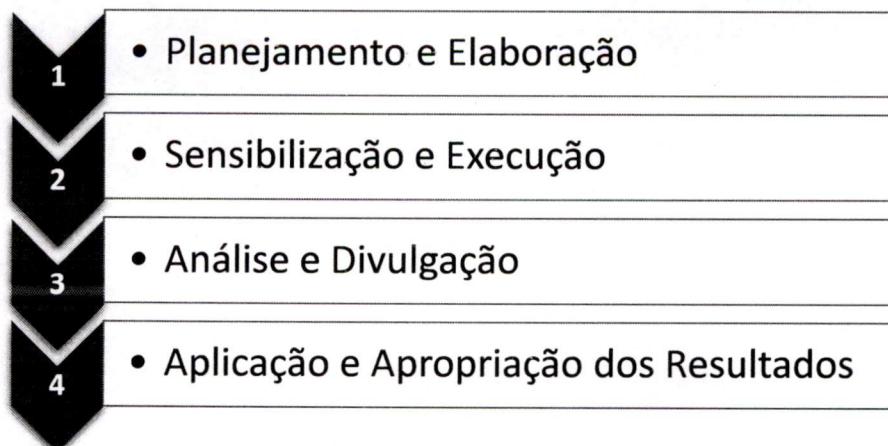 1
• Planejamento e Elaboração
2
• Sensibilização e Execução
3
• Análise e Divulgação
4
• Aplicação e Apropriação dos Resultados